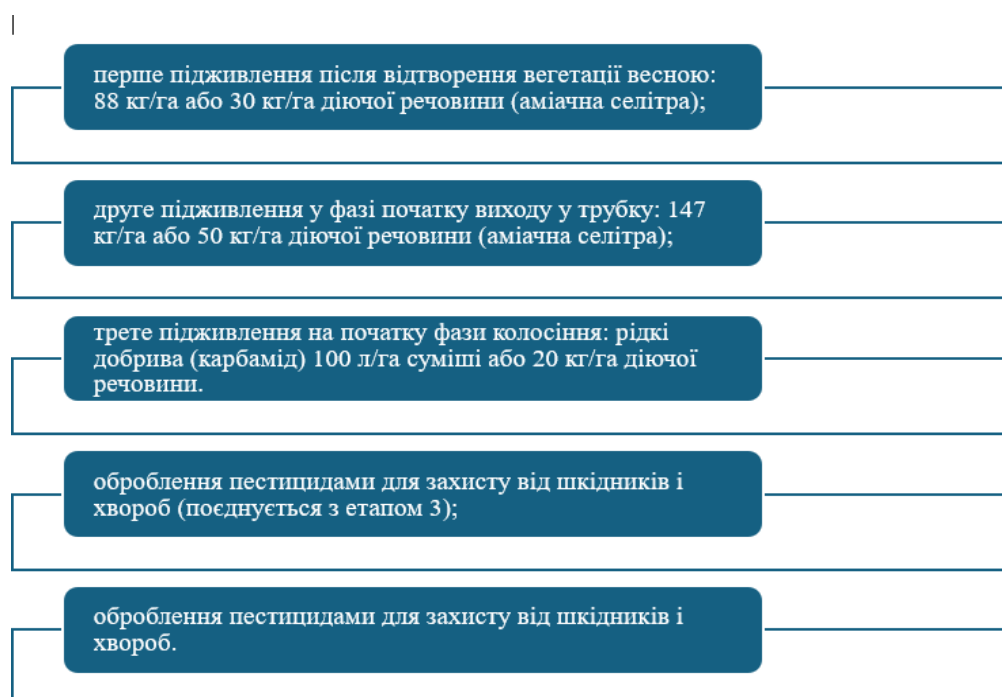 перше підживлення після відтворення вегетації весною:
88 кг/га або 30 кг/га діючої речовини (аміачна селітра);
друге підживлення у фазі початку виходу у трубку: 147
кг/га або 50 кг/га діючої речовини (аміачна селітра);
трете підживлення на початку фази колосіння: рідкі
добрива (карбамід) 100 л/га суміші або 20 кг/га діючої
речовини.
оброблення пестицидами для захисту від шкідників і
хвороб (поєднується з етапом 3);
оброблення пестицидами для захисту від шкідників і
хвороб.